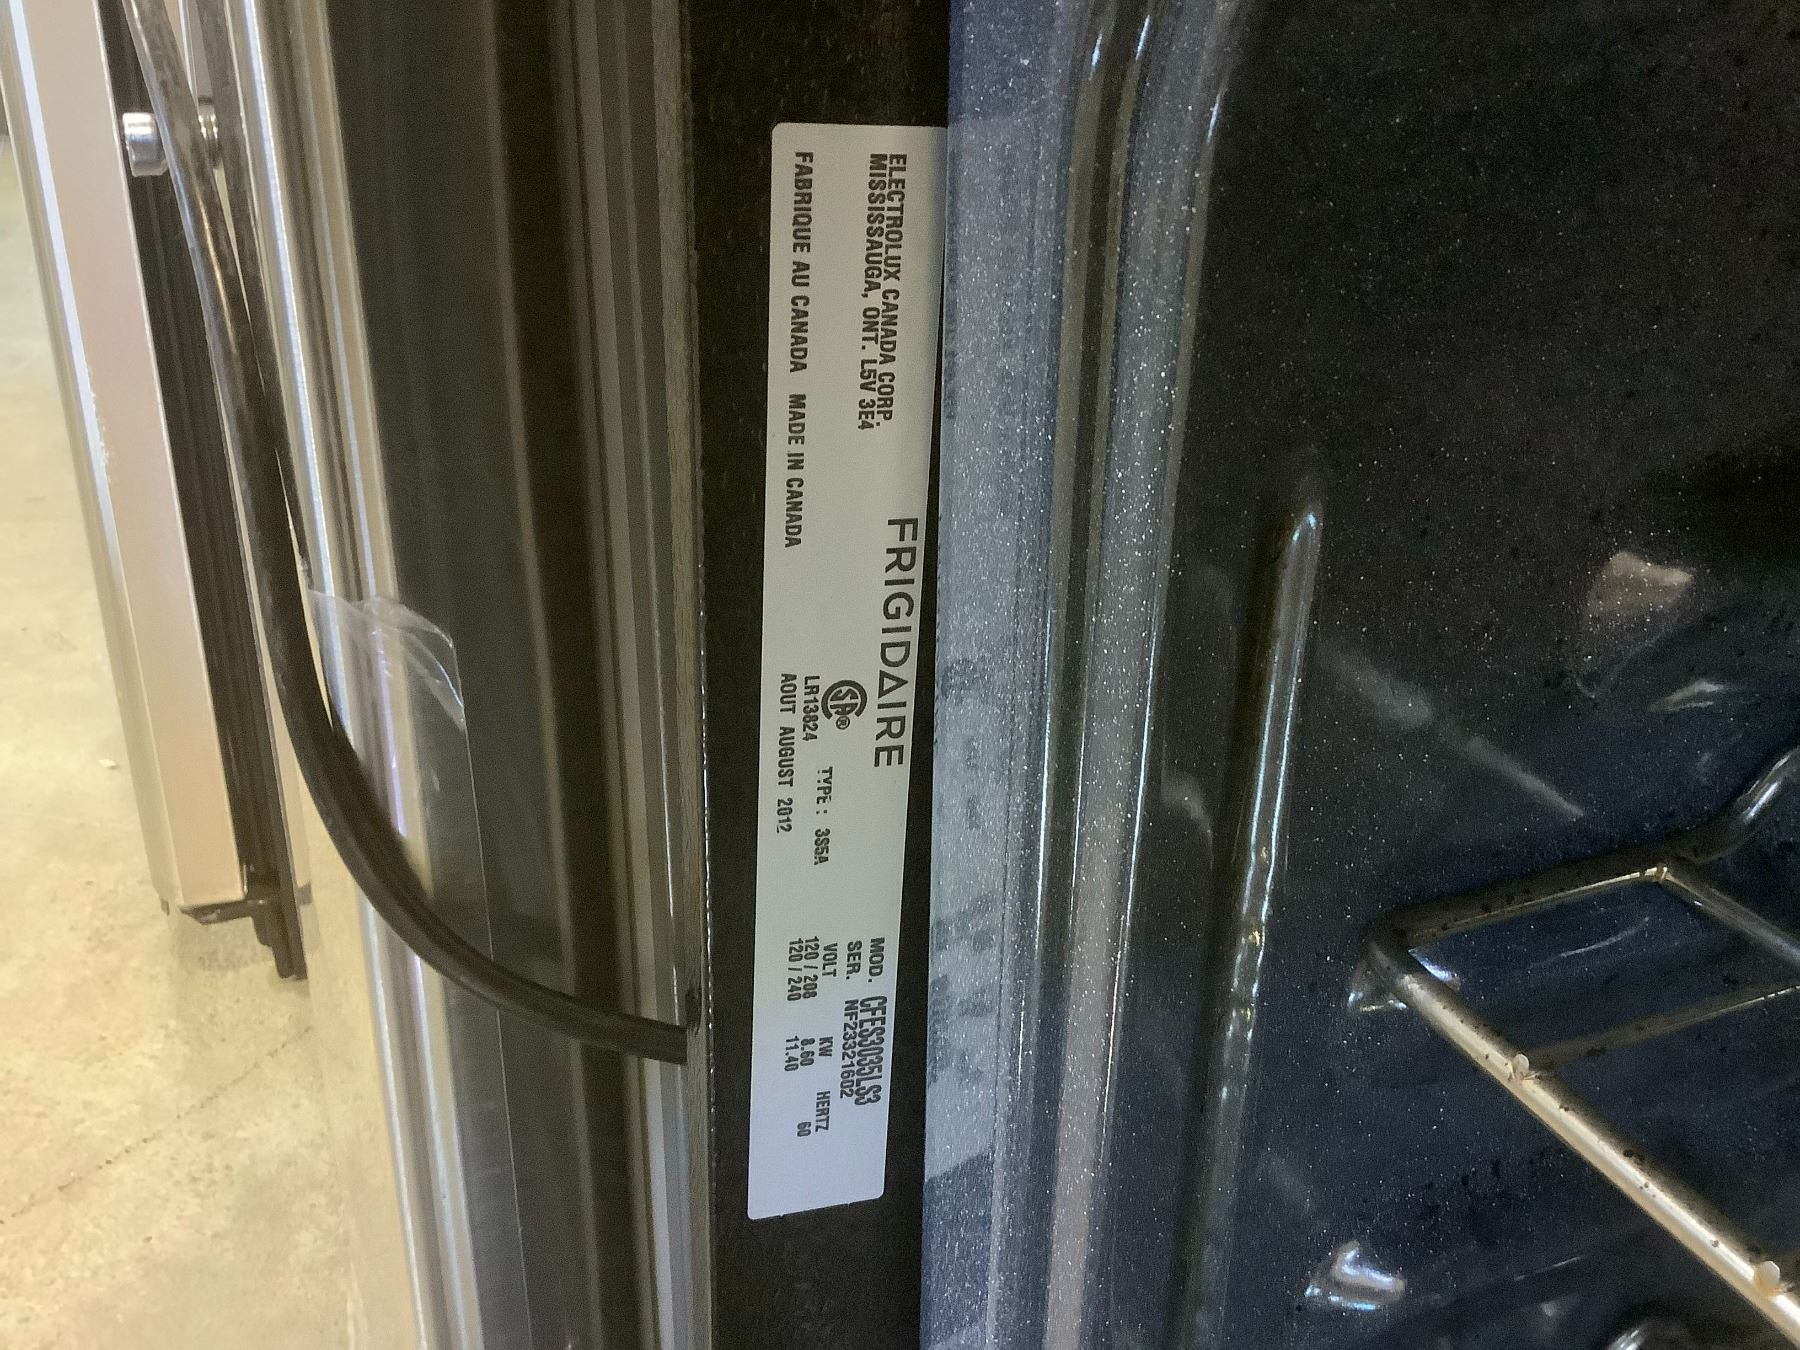 ELECTROLUX CANADA CORP.
MISSISSAUGA, ONT. L5V 3E4
FABRIQUE AU CANADA MADE IN CANADA
FRIGIDAIRE
SA®
LR13824
TYPE : 3S5A
AOUT AUGUST 2012
MOD. CFES3035LS3
SER. NF23321602
VOLT KW HERTZ
120 / 208 8.60 60
120 / 240 11.40